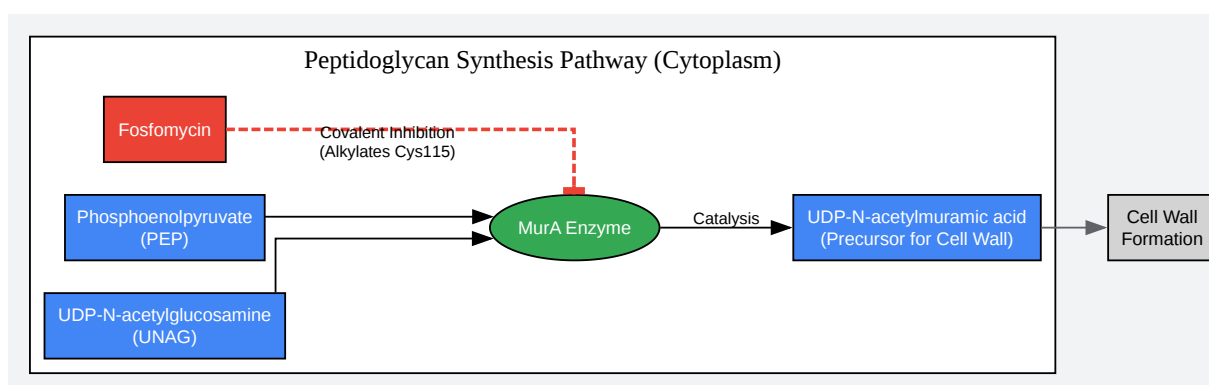 Peptidoglycan Synthesis Pathway (Cytoplasm)
Fosfomycin
Covalent Inhibition
(Alkylates Cys115)
Phosphoenolpyruvate
(PEP)
MurA Enzyme
Catalysis
UDP-N-acetylmuramic acid
(Precursor for Cell Wall)
Cell Wall
Formation
UDP-N-acetylglucosamine
(UNAG)